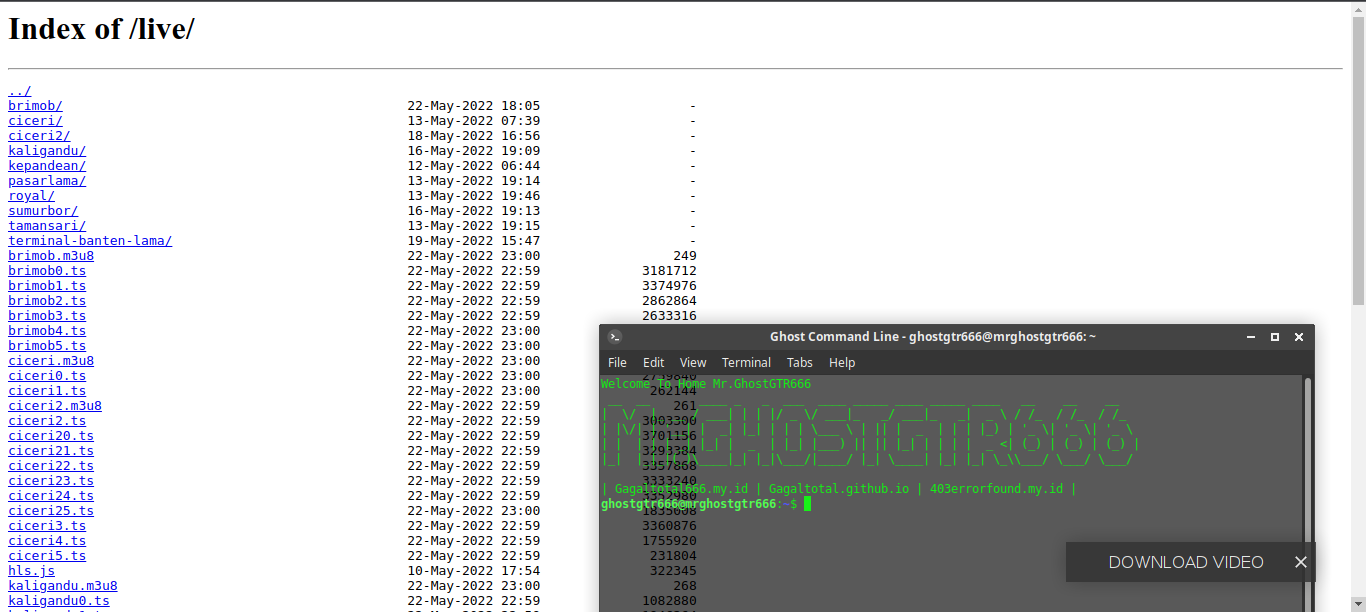 Index of /live/
../
brimob/ 22-May-2022 18:05 -
ciceri/ 13-May-2022 07:39 -
ciceri2/ 18-May-2022 16:56 -
kaligandu/ 16-May-2022 19:09 -
kepandean/ 12-May-2022 06:44 -
pasarlama/ 13-May-2022 19:14 -
royal/ 13-May-2022 19:46 -
sumurbor/ 16-May-2022 19:13 -
tamansari/ 13-May-2022 19:15 -
terminal-banten-lama/ 19-May-2022 15:47 -
brimob.m3u8 22-May-2022 23:00 249
brimob0.ts 22-May-2022 22:59 3181712
brimob1.ts 22-May-2022 22:59 3374976
brimob2.ts 22-May-2022 22:59 2862864
brimob3.ts 22-May-2022 22:59 2633316
brimob4.ts 22-May-2022 23:00
brimob5.ts 22-May-2022 23:00
ciceri.m3u8 22-May-2022 23:00
ciceri0.ts 22-May-2022 23:00 2739840
ciceri1.ts 22-May-2022 23:00 262144
ciceri2.m3u8 22-May-2022 22:59 261
ciceri2.ts 22-May-2022 22:59 3003300
ciceri20.ts 22-May-2022 22:59 3701156
ciceri21.ts 22-May-2022 22:59 3293384
ciceri22.ts 22-May-2022 22:59 3357868
ciceri23.ts 22-May-2022 22:59 3333240
ciceri24.ts 22-May-2022 22:59 3352980
ciceri25.ts 22-May-2022 23:00 1835008
ciceri3.ts 22-May-2022 22:59 3360876
ciceri4.ts 22-May-2022 22:59 1755920
ciceri5.ts 22-May-2022 22:59 231804
hls.js 10-May-2022 17:54 322345
kaligandu.m3u8 22-May-2022 23:00 268
kaligandu0.ts 22-May-2022 22:59 1082880
Ghost Command Line - ghostgtr666@mrghostgtr666: ~
File Edit View Terminal Tabs Help
Welcome To Home Mr.GhostGTR666
| Gagaltotal666.my.id | Gagaltotal.github.io | 403errorfound.my.id |
ghostgtr666@mrghostgtr666:~$
DOWNLOAD VIDEO